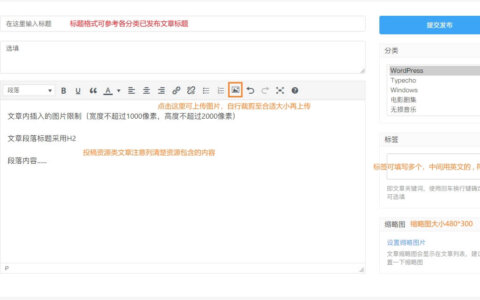 在这里输入标题 标题格式可参考各分类已发布文章标题
选填
段落
B U A
点击这里可上传图片，自行裁剪至合适大小再上传
文章内插入的图片限制（宽度不超过1000像素，高度不超过2000像素）
文章段落标题采用H2
投稿资源类文章注意列清楚资源包含的内容
段落内容......
P
提交发布
分类
WordPress
Typecho
Windows
电影剧集
无损音乐
标签
标签可填写多个，中间用英文的，
即文章关键词，使用回车换行键确
可选填
缩略图 缩略图大小480*300
设置缩略图片
文章缩略图会显示在文章列表，建议
置一下缩略图